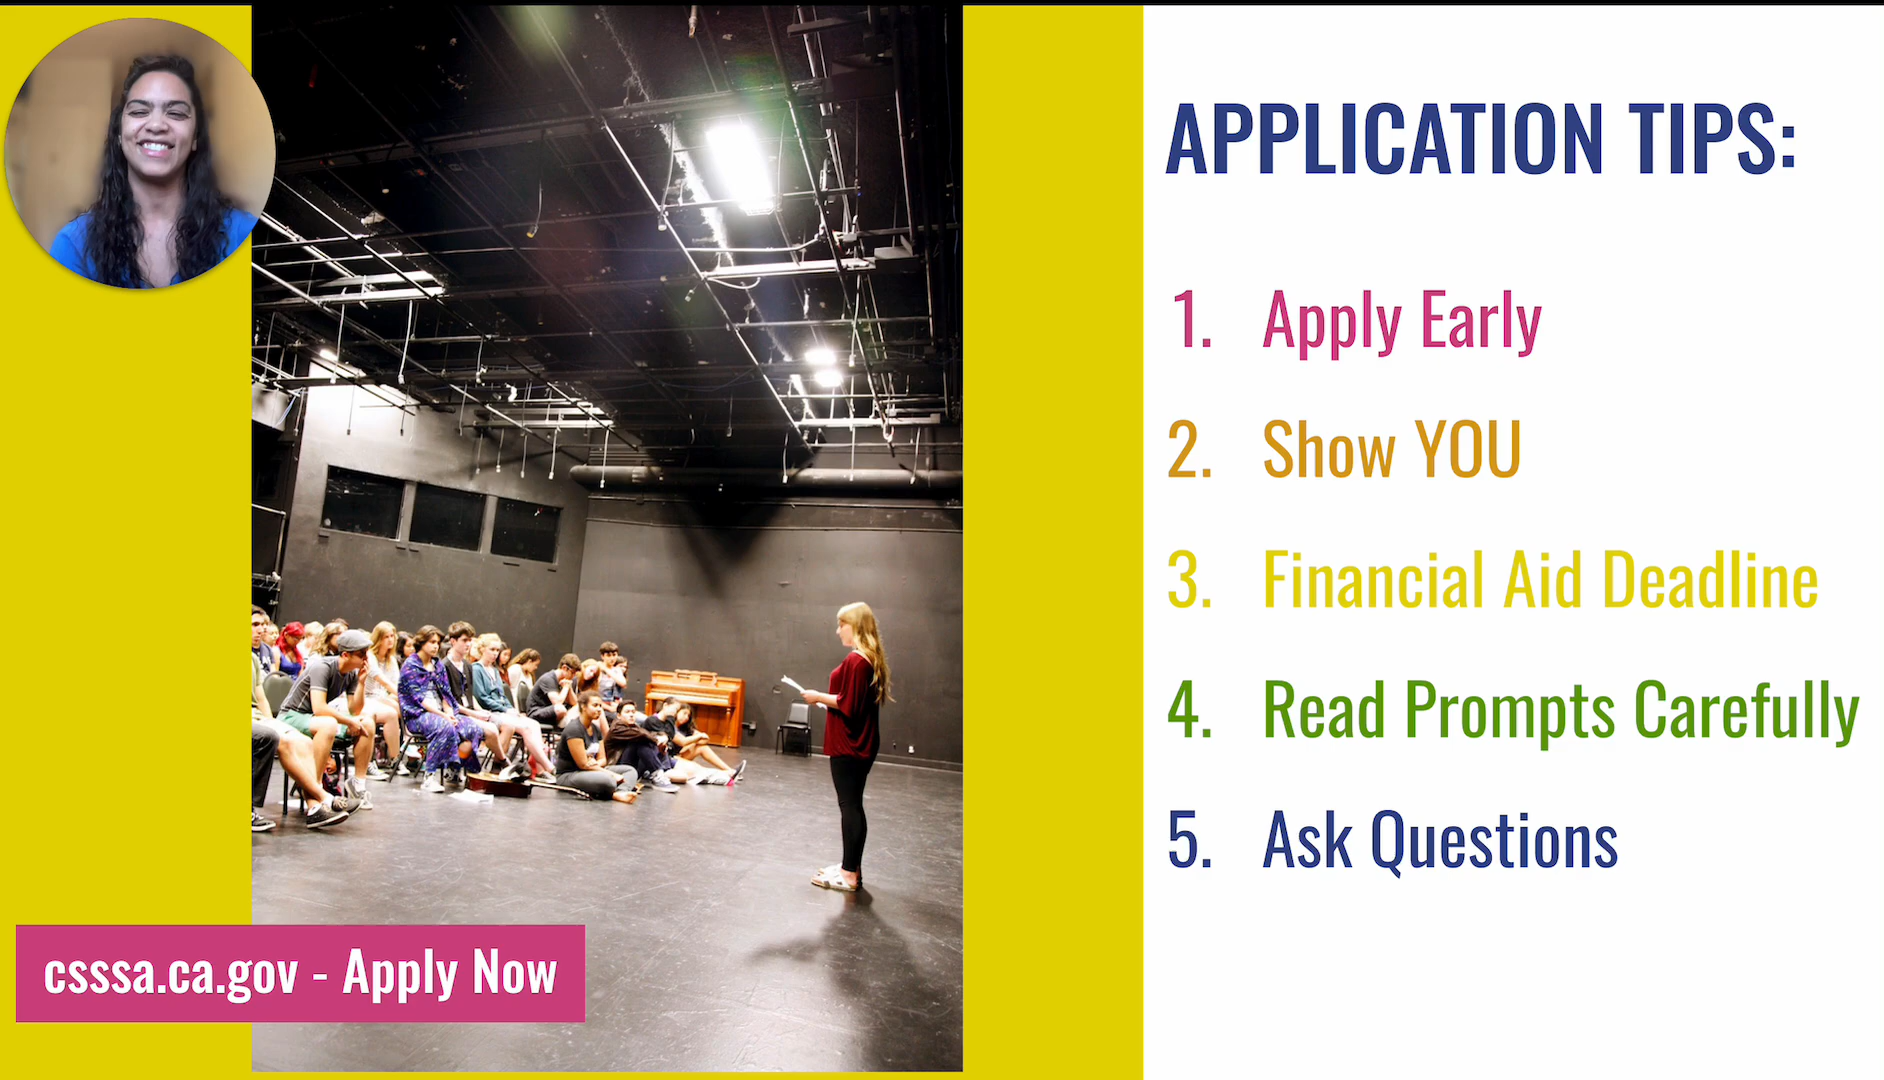 APPLICATION TIPS:
1. Apply Early
2. Show YOU
3. Financial Aid Deadline
4. Read Prompts Carefully
5. Ask Questions
csssa.ca.gov - Apply Now